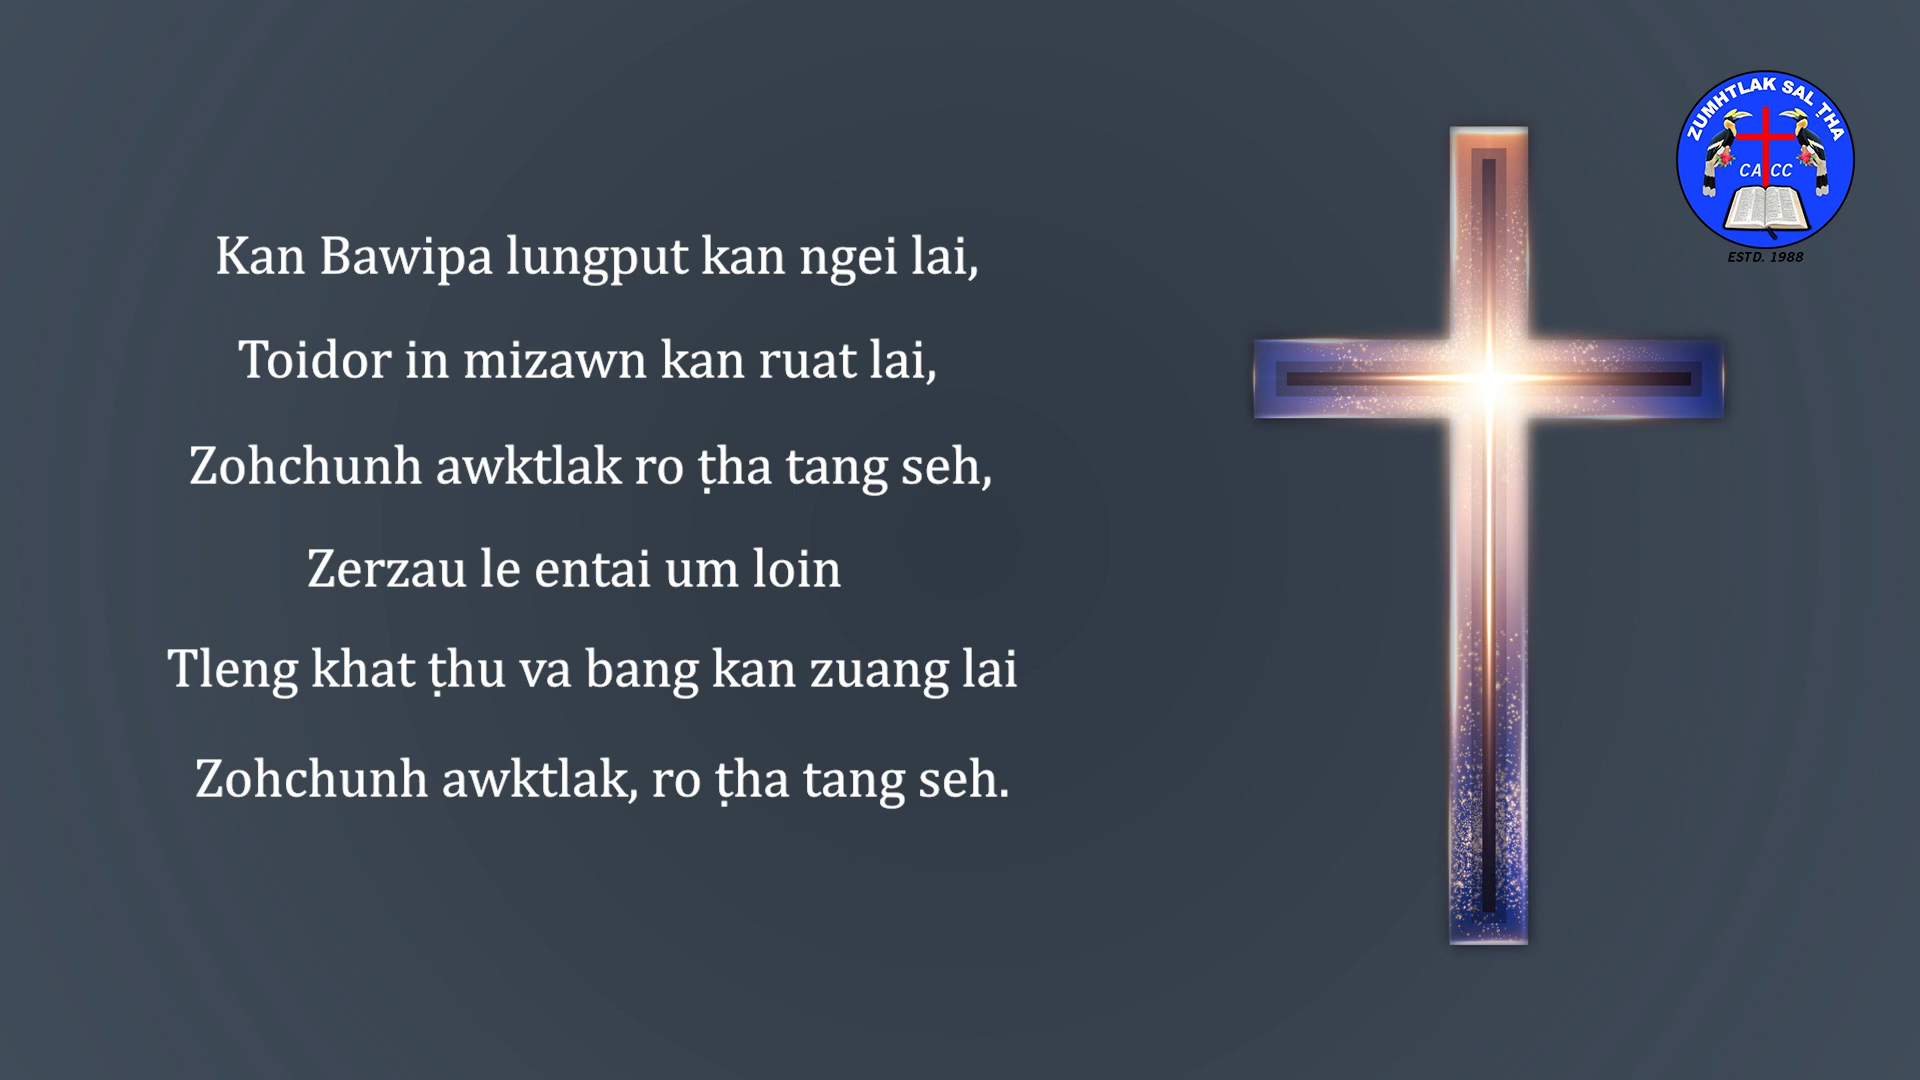 Kan Bawipa lungput kan ngei lai,
Toidor in mizawn kan ruat lai,
Zohchunh awktlak ro ṭha tang seh,
Zerzau le entai um loin
Tleng khat ṭhu va bang kan zuang lai
Zohchunh awktlak, ro ṭha tang seh.
ZUMHTLAK SAL ṬHA
CACC
ESTD. 1988